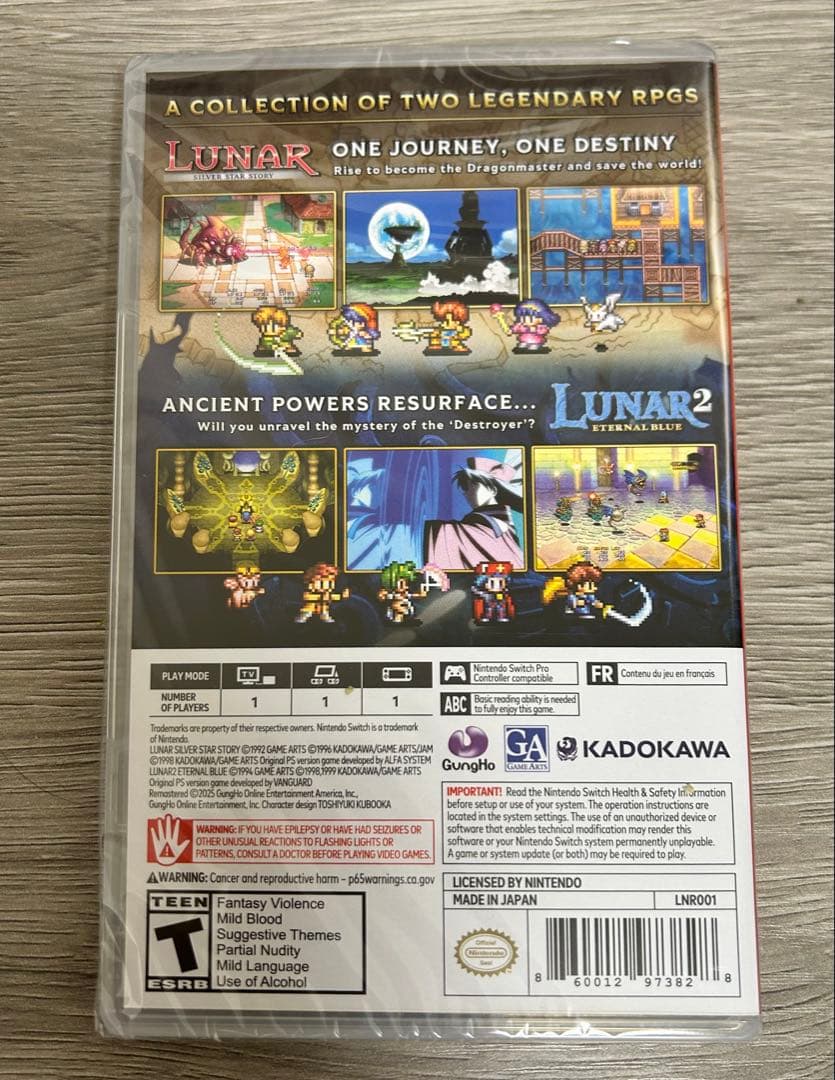 A COLLECTION OF TWO LEGENDARY RPGS
LUNAR
SILVER STAR STORY
ONE JOURNEY, ONE DESTINY
Rise to become the Dragonmaster and save the world!
ANCIENT POWERS RESURFACE...
Will you unravel the mystery of the 'Destroyer'?
LUNAR2
ETERNAL BLUE
PLAY MODE
TV
NUMBER
OF PLAYERS
1
1
1
Nintendo Switch Pro
Controller compatible
FR
Contenu du jeu en français
ABC
Basic reading ability is needed
to fully enjoy this game.
Trademarks are property of their respective owners. Nintendo Switch is a trademark
of Nintendo.
LUNAR SILVER STAR STORY ©1992 GAME ARTS ©1996 KADOKAWA/GAME ARTS/JAM
©1998 KADOKAWA/GAME ARTS Original PS version game developed by ALFA SYSTEM
LUNAR2 ETERNAL BLUE ©1994 GAME ARTS ©1998,1999 KADOKAWA/GAME ARTS
Original PS version game developed by VANGUARD
Remastered ©2025 GungHo Online Entertainment America, Inc.,
GungHo Online Entertainment, Inc. Character design TOSHIYUKI KUBOOKA
GungHo
GA
GAME ARTS
KADOKAWA
WARNING: IF YOU HAVE EPILEPSY OR HAVE HAD SEIZURES OR
OTHER UNUSUAL REACTIONS TO FLASHING LIGHTS OR
PATTERNS, CONSULT A DOCTOR BEFORE PLAYING VIDEO GAMES.
IMPORTANT! Read the Nintendo Switch Health & Safety Information
before setup or use of your system. The operation instructions are
located in the system settings. The use of an unauthorized device or
software that enables technical modification may render this
software or your Nintendo Switch system permanently unplayable.
A game or system update (or both) may be required to play.
WARNING: Cancer and reproductive harm – p65warnings.ca.gov
TEEN
T
ESRB
Fantasy Violence
Mild Blood
Suggestive Themes
Partial Nudity
Mild Language
Use of Alcohol
LICENSED BY NINTENDO
MADE IN JAPAN
LNR001
Official
Nintendo
Seal
8 60012 97382 8